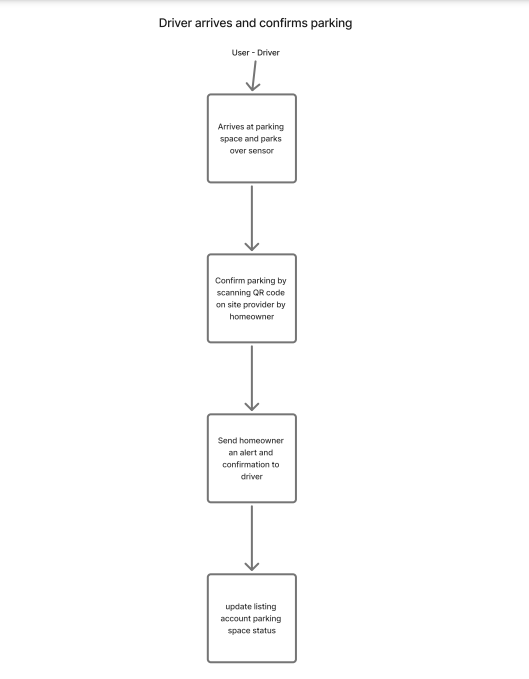 Driver arrives and confirms parking
User - Driver
Arrives at parking
space and parks
over sensor
Confirm parking by
scanning QR code
on site provider by
homeowner
Send homeowner
an alert and
confirmation to
driver
update listing
account parking
space status